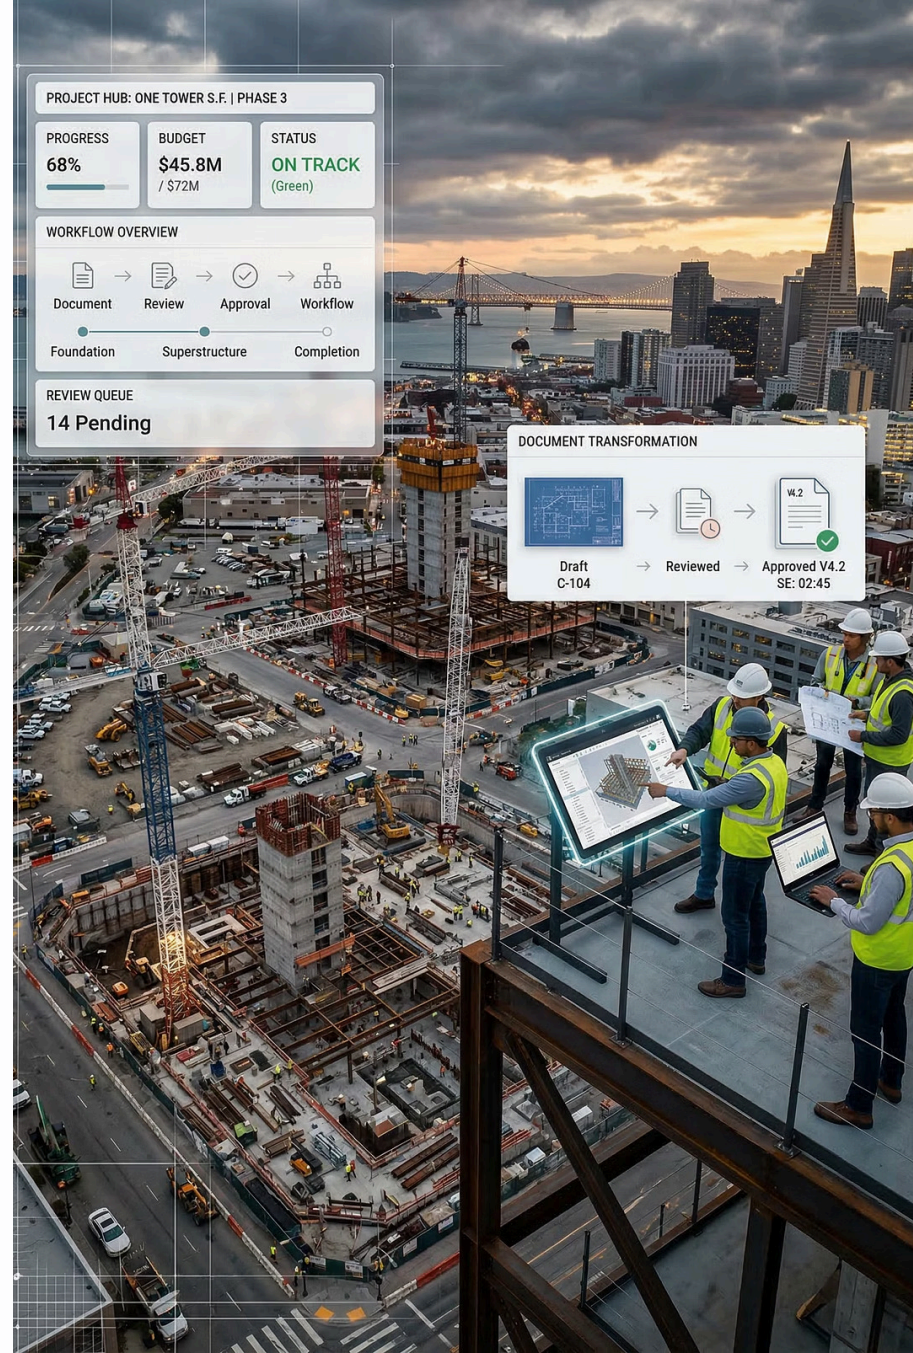 PROJECT HUB: ONE TOWER S.F. | PHASE 3
PROGRESS
68%
BUDGET
$45.8M
/ $72M
STATUS
ON TRACK
(Green)
WORKFLOW OVERVIEW
Document
Review
Approval
Workflow
Foundation
Superstructure
Completion
REVIEW QUEUE
14 Pending
DOCUMENT TRANSFORMATION
V4.2
Draft
C-104
Reviewed
Approved V4.2
SE: 02:45